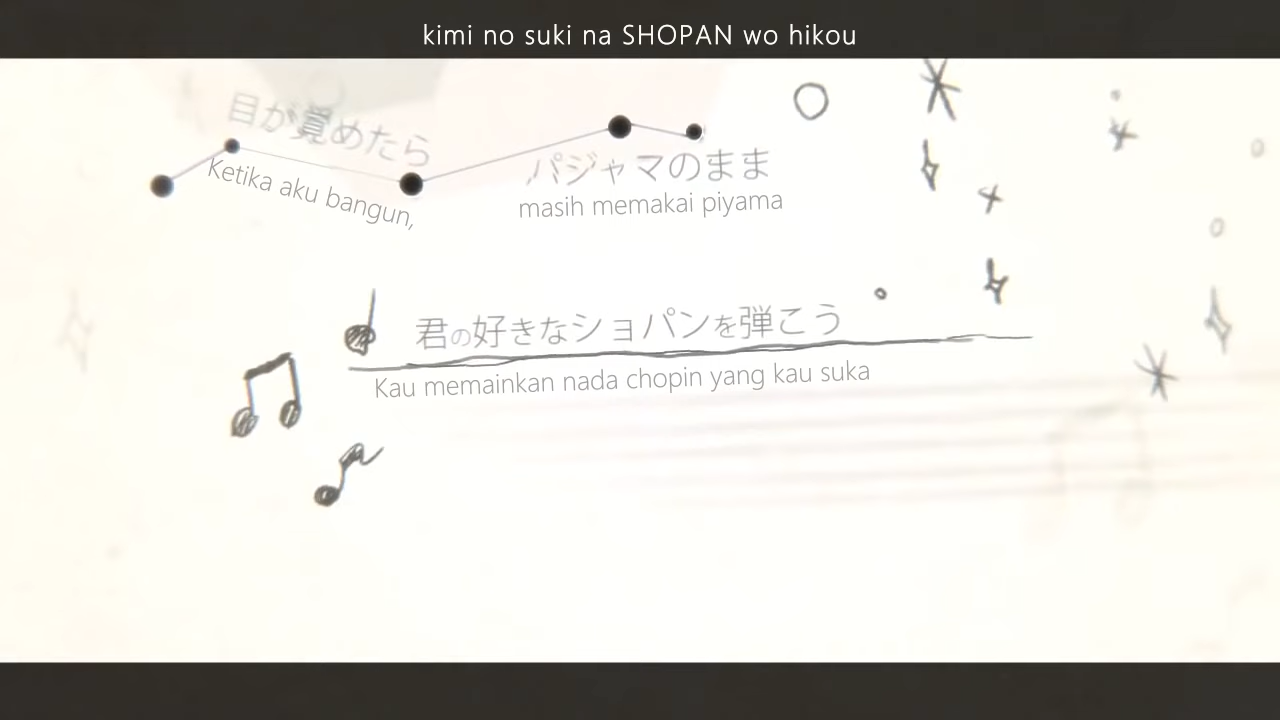 kimi no suki na SHOPAN wo hikou
目が覚めたら
Ketika aku bangun,
パジャマのまま
masih memakai piyama
君の好きなショパンを弾こう
Kau memainkan nada chopin yang kau suka